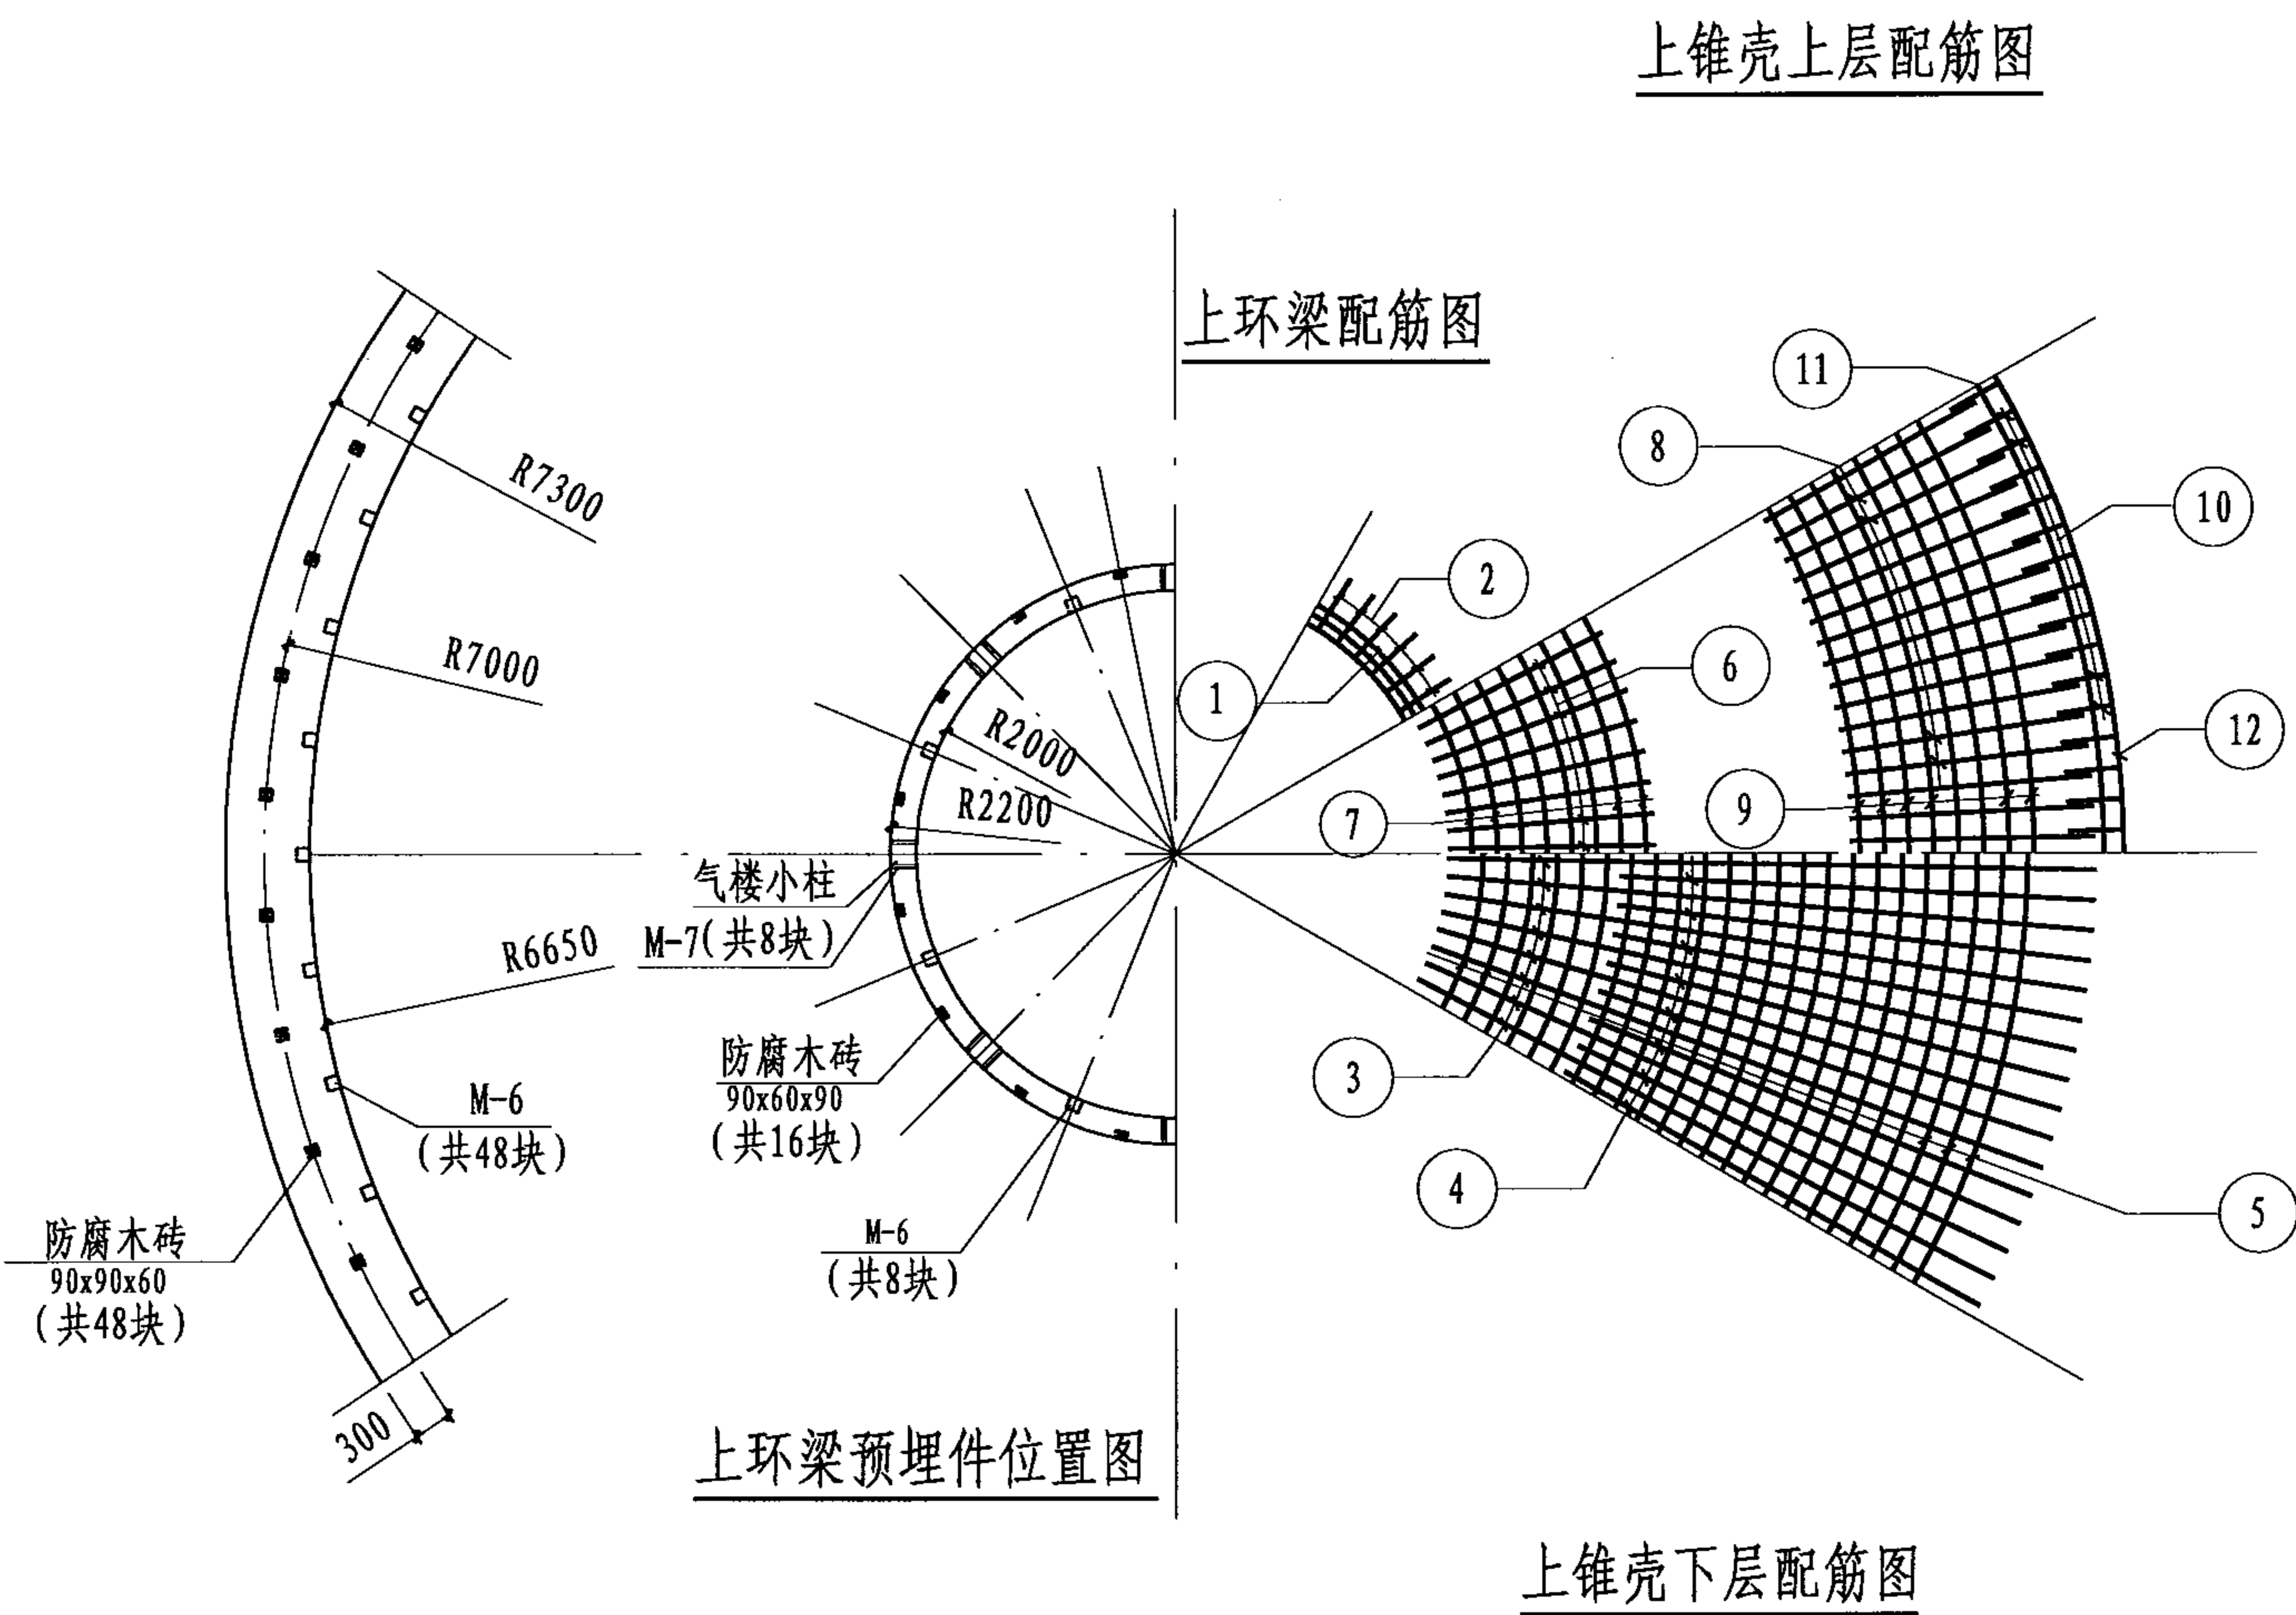 上锥壳上层配筋图
上环梁配筋图
11
8
10
R7300
2
6
R7000
1
12
R2000
R2200
7
9
气楼小柱
M-7(共8块)
R6650
防腐木砖
90x60x90
(共16块)
3
M-6
(共48块)
4
5
防腐木砖
90x90x60
(共48块)
M-6
(共8块)
300
上环梁预埋件位置图
上锥壳下层配筋图